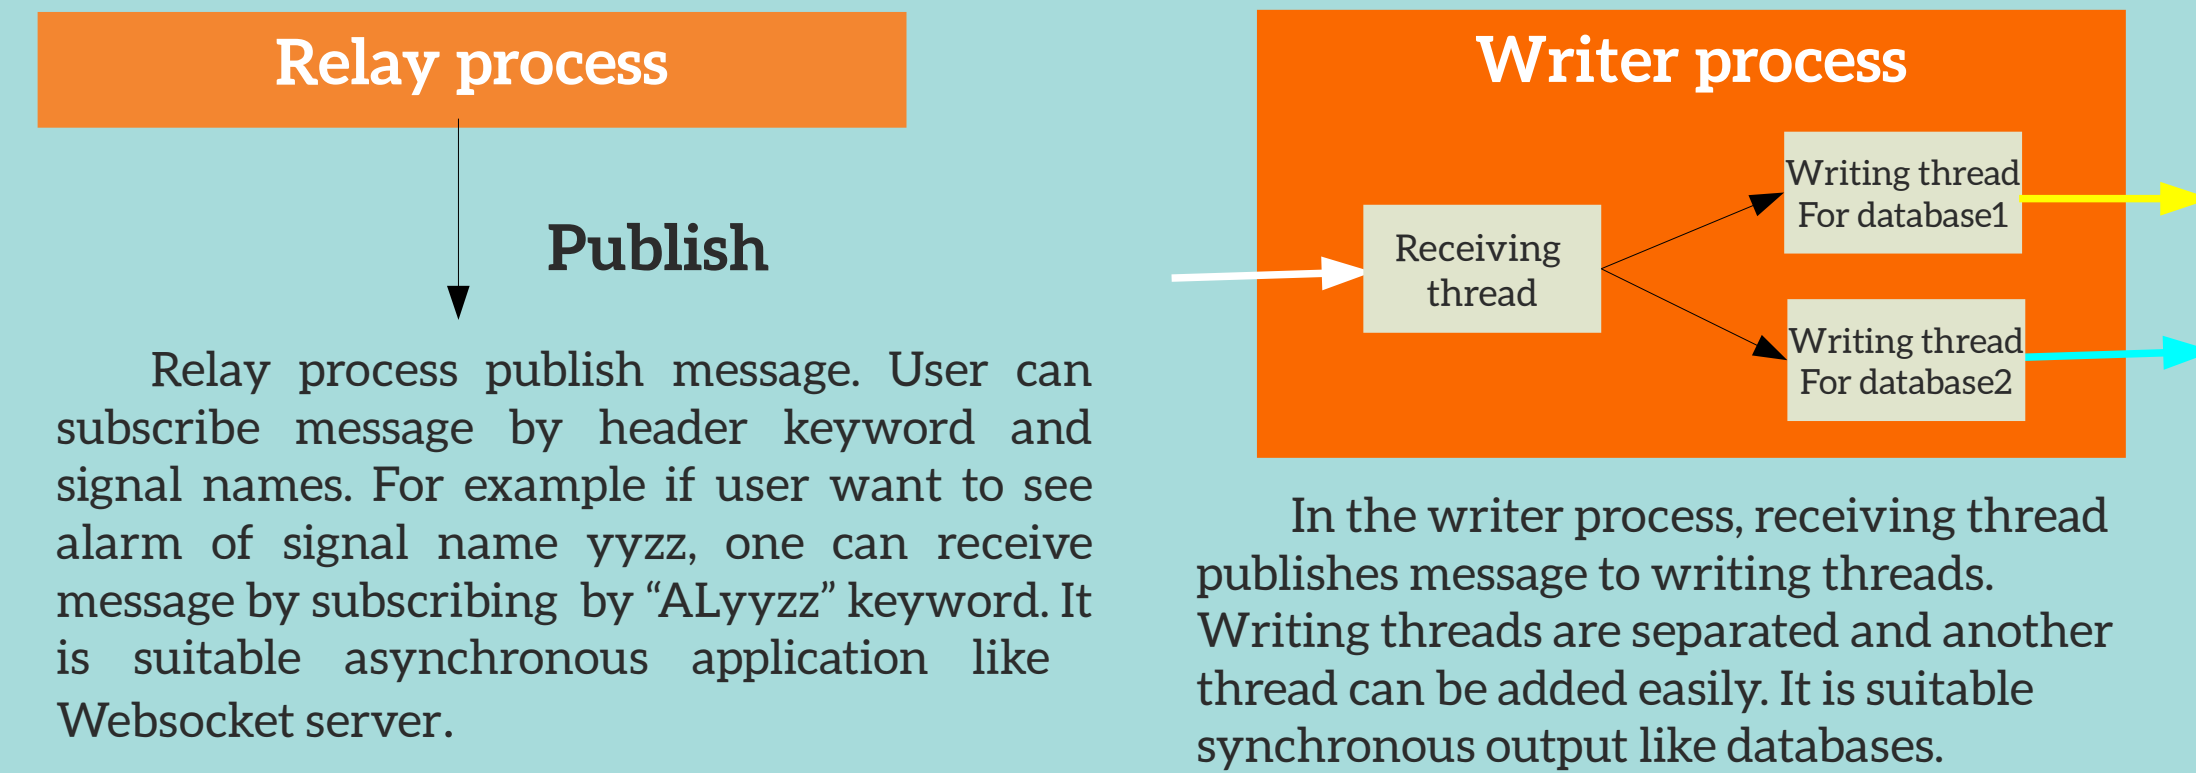 Relay process
Publish
Relay process publish message. User can
subscribe message by header keyword and
signal names. For example if user want to see
alarm of signal name yyzz, one can receive
message by subscribing by “ALyyzz” keyword. It
is suitable asynchronous application like
Websocket server.
Writer process
Receiving
thread
Writing thread
For database1
Writing thread
For database2
In the writer process, receiving thread
publishes message to writing threads.
Writing threads are separated and another
thread can be added easily. It is suitable
synchronous output like databases.